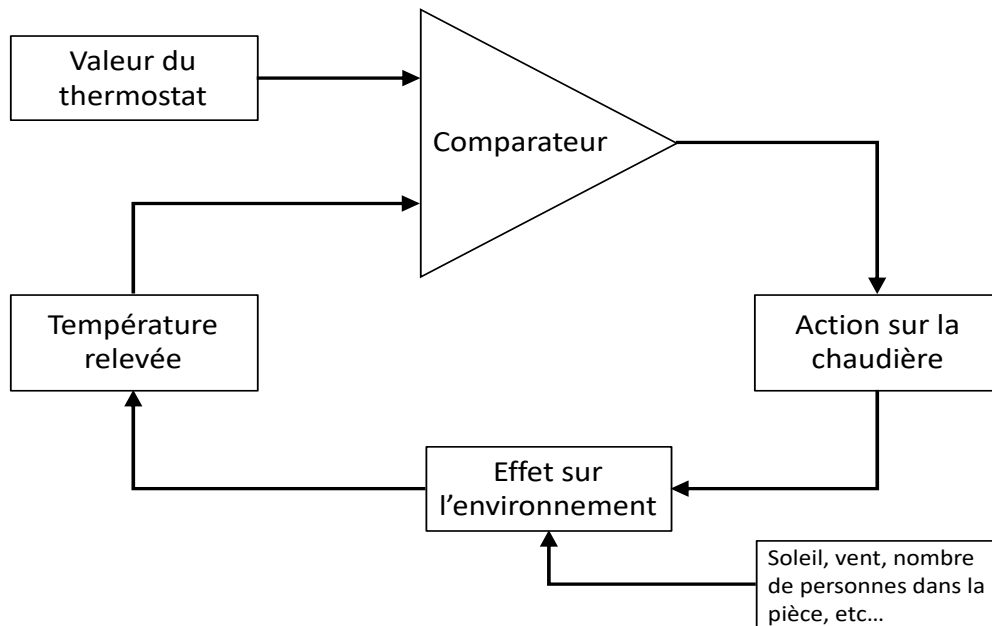 Valeur du
thermostat
Comparateur
Température
relevée
Action sur la
chaudière
Effet sur
l'environnement
Soleil, vent, nombre
de personnes dans la
pièce, etc...